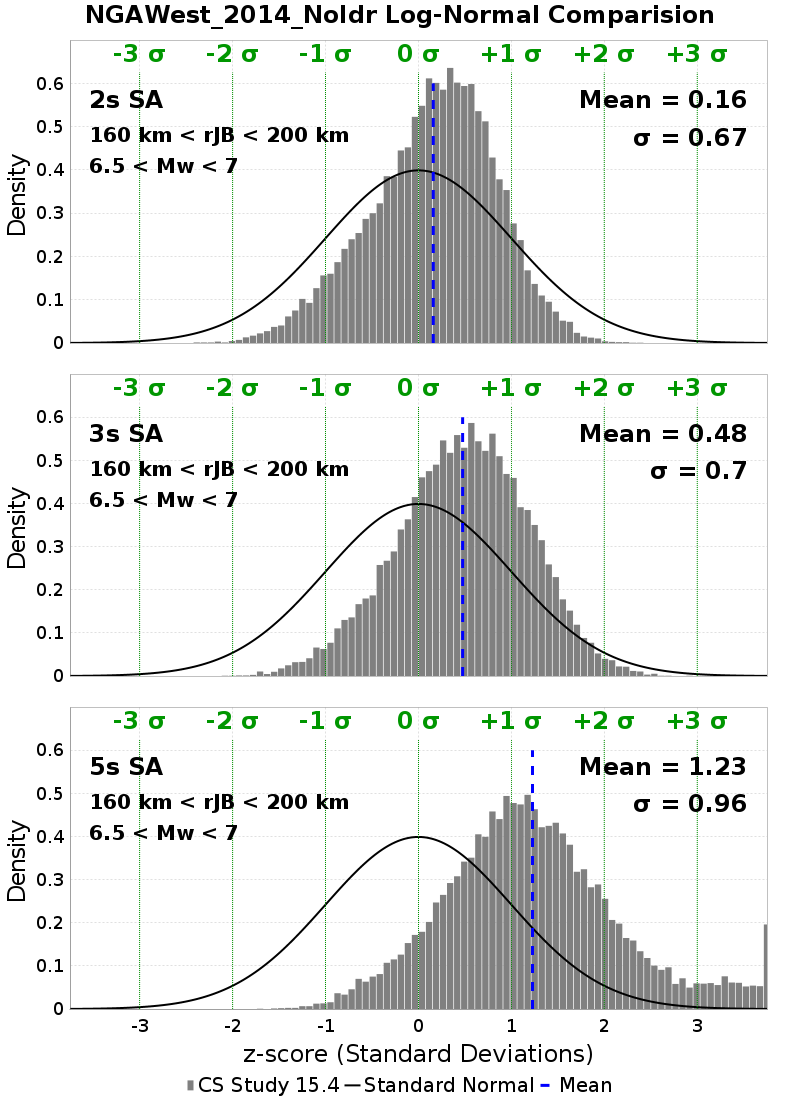 NGAWest_2014_NoIdr Log-Normal Comparision
-3 σ -2 σ -1 σ 0 σ +1 σ +2 σ +3 σ
2s SA
160 km < rJB < 200 km
6.5 < Mw < 7
Mean = 0.16
σ = 0.67
Density
0.6
0.5
0.4
0.3
0.2
0.1
0
-3 σ -2 σ -1 σ 0 σ +1 σ +2 σ +3 σ
3s SA
160 km < rJB < 200 km
6.5 < Mw < 7
Mean = 0.48
σ = 0.7
Density
0.6
0.5
0.4
0.3
0.2
0.1
0
-3 σ -2 σ -1 σ 0 σ +1 σ +2 σ +3 σ
5s SA
160 km < rJB < 200 km
6.5 < Mw < 7
Mean = 1.23
σ = 0.96
Density
0.6
0.5
0.4
0.3
0.2
0.1
0
-3 -2 -1 0 1 2 3
z-score (Standard Deviations)
CS Study 15.4 Standard Normal Mean